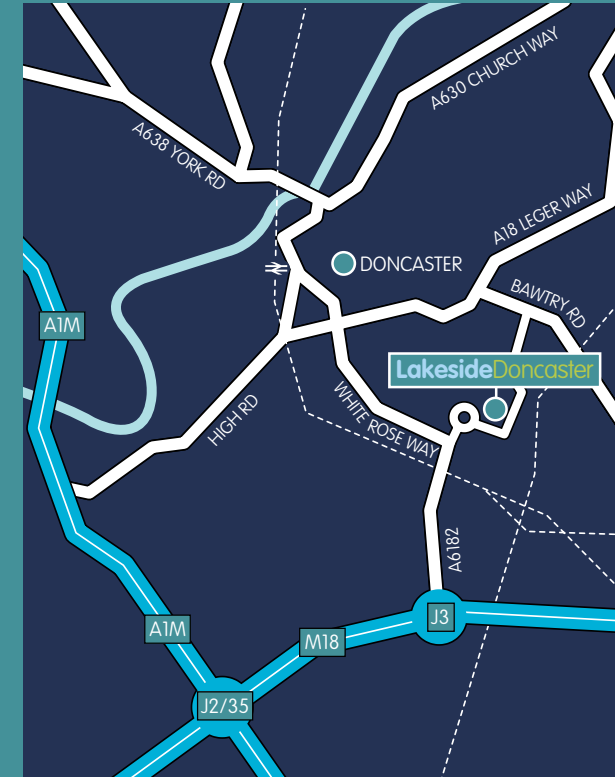 A630 CHURCH WAY
A638 YORK RD
A18 LEGER WAY
DONCASTER
BAWTRY RD
A1M
LakesideDoncaster
HIGH RD
WHITE ROSE WAY
A6182
J3
A1M
M18
J2/35